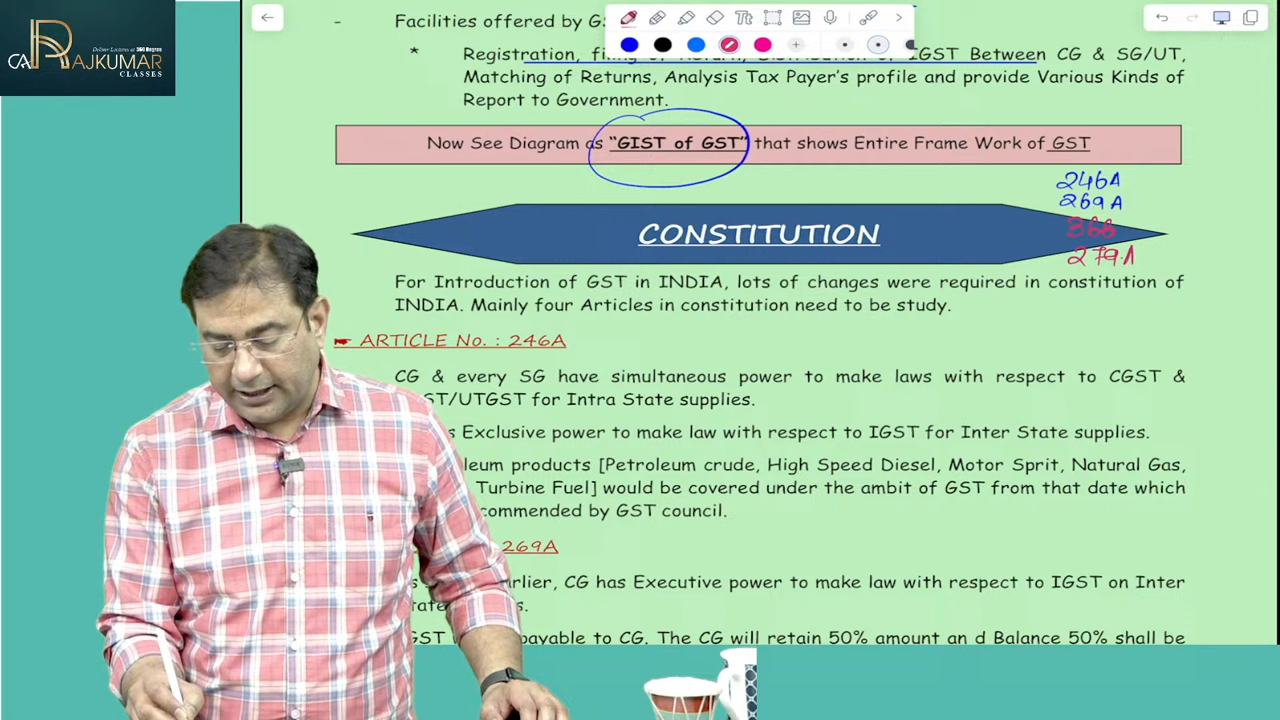 Deliver Lectures at 360 Degree
CA RAJKUMAR
CLASSES
- Facilities offered by G
* Registration, filing of Return, Distribution of IGST Between CG & SG/UT,
Matching of Returns, Analysis Tax Payer's profile and provide Various Kinds of
Report to Government.
Now See Diagram as "GIST of GST" that shows Entire Frame Work of GST
246A
269A
368
279A
CONSTITUTION
For Introduction of GST in INDIA, lots of changes were required in constitution of
INDIA. Mainly four Articles in constitution need to be study.
ARTICLE No. : 246A
CG & every SG have simultaneous power to make laws with respect to CGST &
ST/UTGST for Intra State supplies.
s Exclusive power to make law with respect to IGST for Inter State supplies.
leum products [Petroleum crude, High Speed Diesel, Motor Sprit, Natural Gas,
Turbine Fuel] would be covered under the ambit of GST from that date which
commended by GST council.
269A
rlier, CG has Executive power to make law with respect to IGST on Inter
GST payable to CG. The CG will retain 50% amount an d Balance 50% shall be